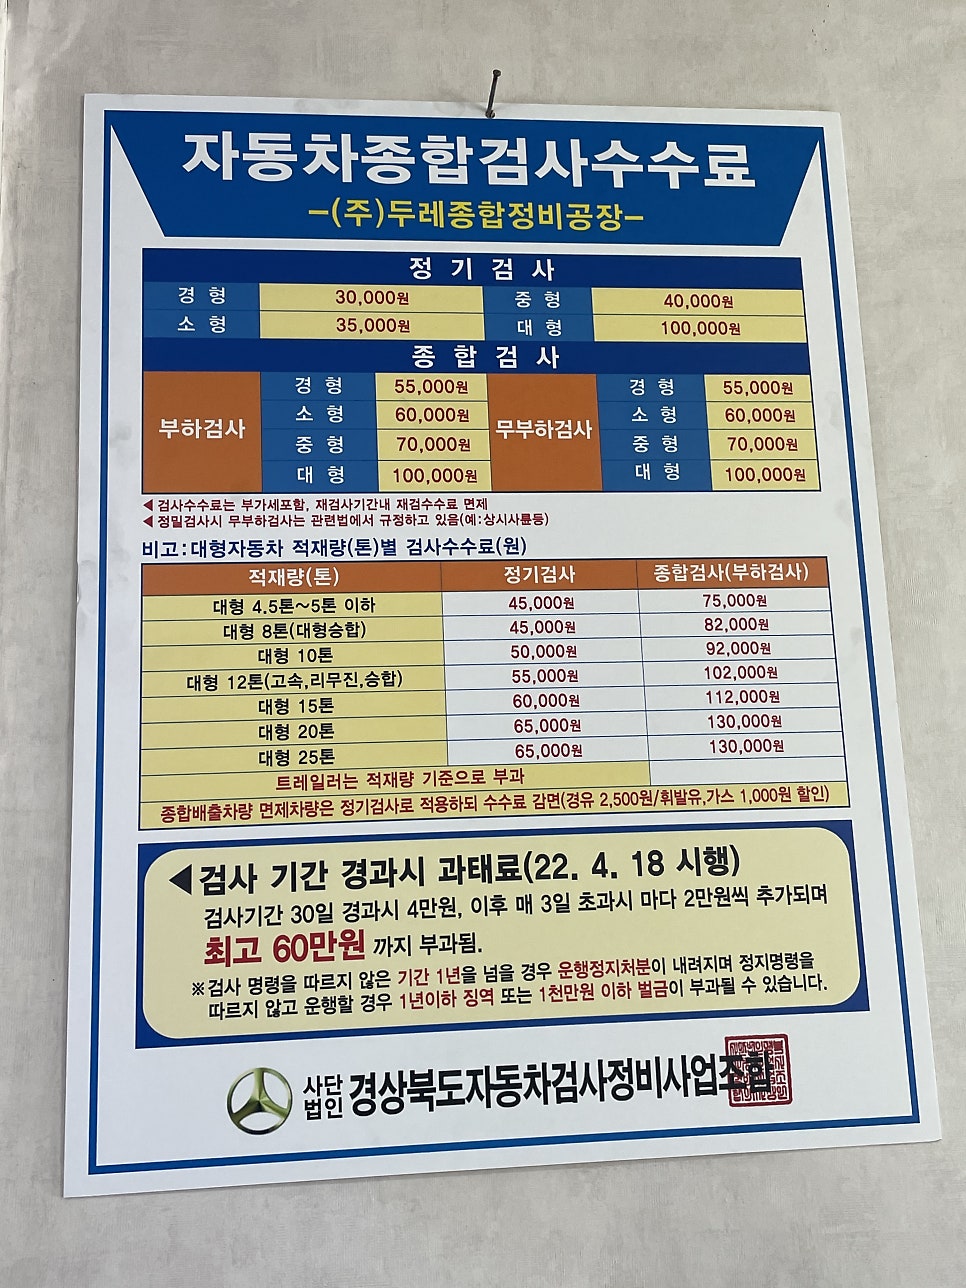 자동차종합검사수수료
-(주)두레종합정비공장-
정 기 검 사
경 형 30,000원 중 형 40,000원
소 형 35,000원 대 형 100,000원
종 합 검 사
부하검사 무부하검사
경 형 55,000원 경 형 55,000원
소 형 60,000원 소 형 60,000원
중 형 70,000원 중 형 70,000원
대 형 100,000원 대 형 100,000원
◀ 검사수수료는 부가세포함, 재검사기간내 재검수수료 면제
◀ 정밀검사시 무부하검사는 관련법에서 규정하고 있음(예:상시사륜등)
비고:대형자동차 적재량(톤)별 검사수수료(원)
적재량(톤) 정기검사 종합검사(부하검사)
대형 4.5톤~5톤 이하 45,000원 75,000원
대형 8톤(대형승합) 45,000원 82,000원
대형 10톤 50,000원 92,000원
대형 12톤(고속,리무진,승합) 55,000원 102,000원
대형 15톤 60,000원 112,000원
대형 20톤 65,000원 130,000원
대형 25톤 65,000원 130,000원
트레일러는 적재량 기준으로 부과
종합배출차량 면제차량은 정기검사로 적용하되 수수료 감면(경유 2,500원/휘발유,가스 1,000원 할인)
◀검사 기간 경과시 과태료(22. 4. 18 시행)
검사기간 30일 경과시 4만원, 이후 매 3일 초과시 마다 2만원씩 추가되며
최고 60만원 까지 부과됨.
※검사 명령을 따르지 않은 기간 1년을 넘을 경우 운행정지처분이 내려지며 정지명령을
따르지 않고 운행할 경우 1년이하 징역 또는 1천만원 이하 벌금이 부과될 수 있습니다.
사단법인 경상북도자동차검사정비사업조합